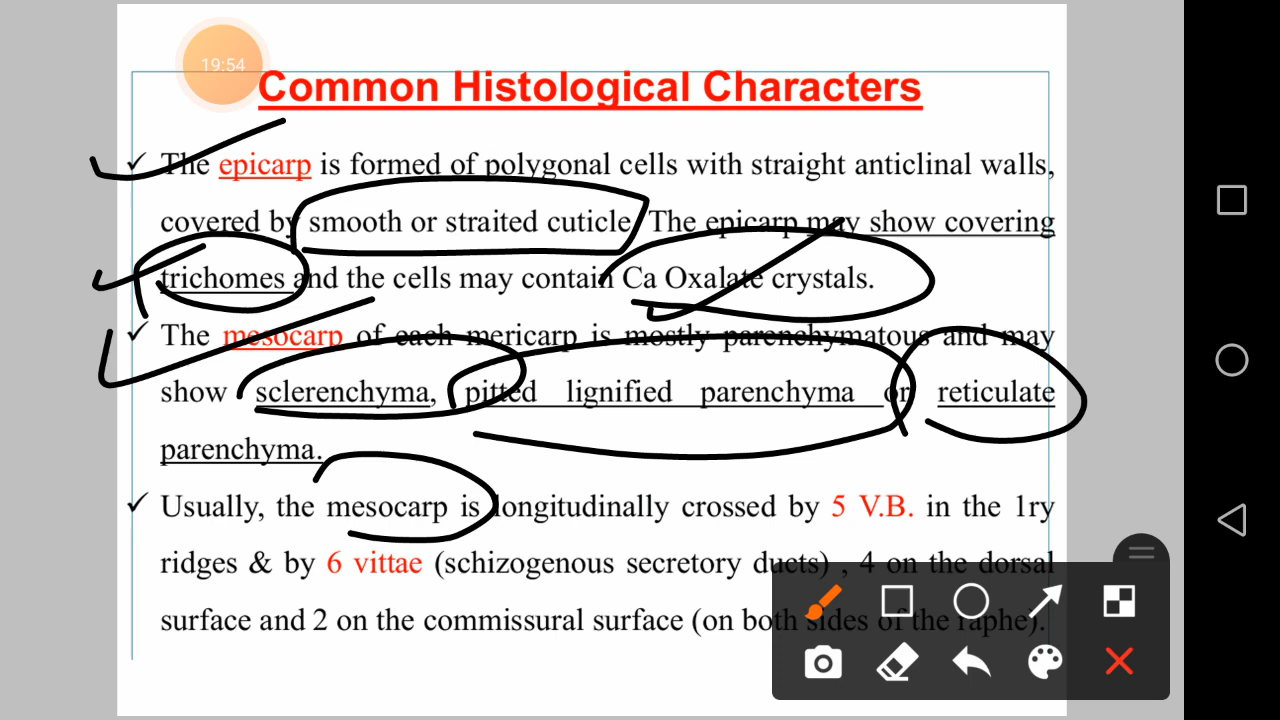 19:54
Common Histological Characters
✓ The epicarp is formed of polygonal cells with straight anticlinal walls,
covered by smooth or straited cuticle. The epicarp may show covering
trichomes and the cells may contain Ca Oxalate crystals.
✓ The mesocarp of each mericarp is mostly parenchymatous and may
show sclerenchyma, pitted lignified parenchyma or reticulate
parenchyma.
✓ Usually, the mesocarp is longitudinally crossed by 5 V.B. in the 1ry
ridges & by 6 vittae (schizogenous secretory ducts) , 4 on the dorsal
surface and 2 on the commissural surface (on both sides of the raphe).